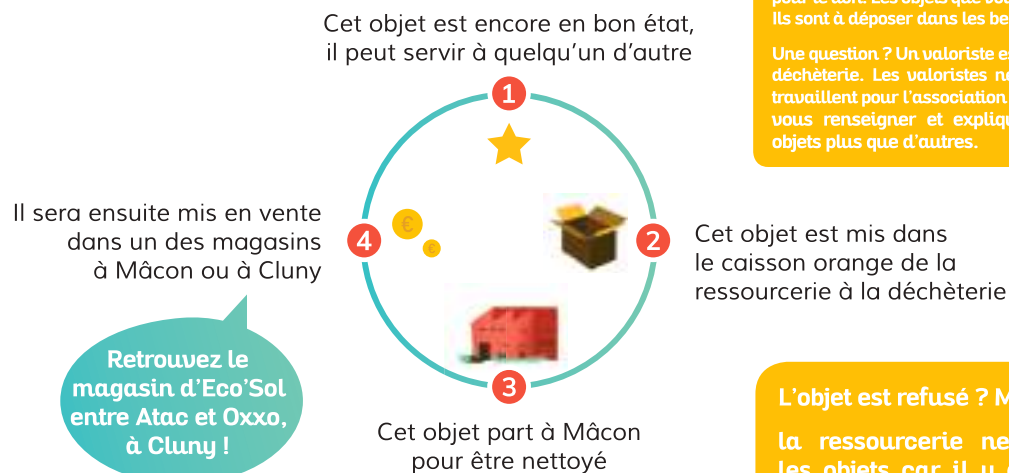 Cet objet est encore en bon état,
il peut servir à quelqu'un d'autre
1
2
Cet objet est mis dans
le caisson orange de la
ressourcerie à la déchèterie
3
Cet objet part à Mâcon
pour être nettoyé
4
Il sera ensuite mis en vente
dans un des magasins
à Mâcon ou à Cluny
€
€
Retrouvez le
magasin d'Eco'Sol
entre Atac et Oxxo,
à Cluny !
Ils sont à déposer dans les
Une question ? Un valoriste
déchèterie. Les valoristes
travaillent pour l'association
vous renseigner et
objets plus que d'autres.
L'objet est refusé ?
la ressourcerie ne
les objets car il y